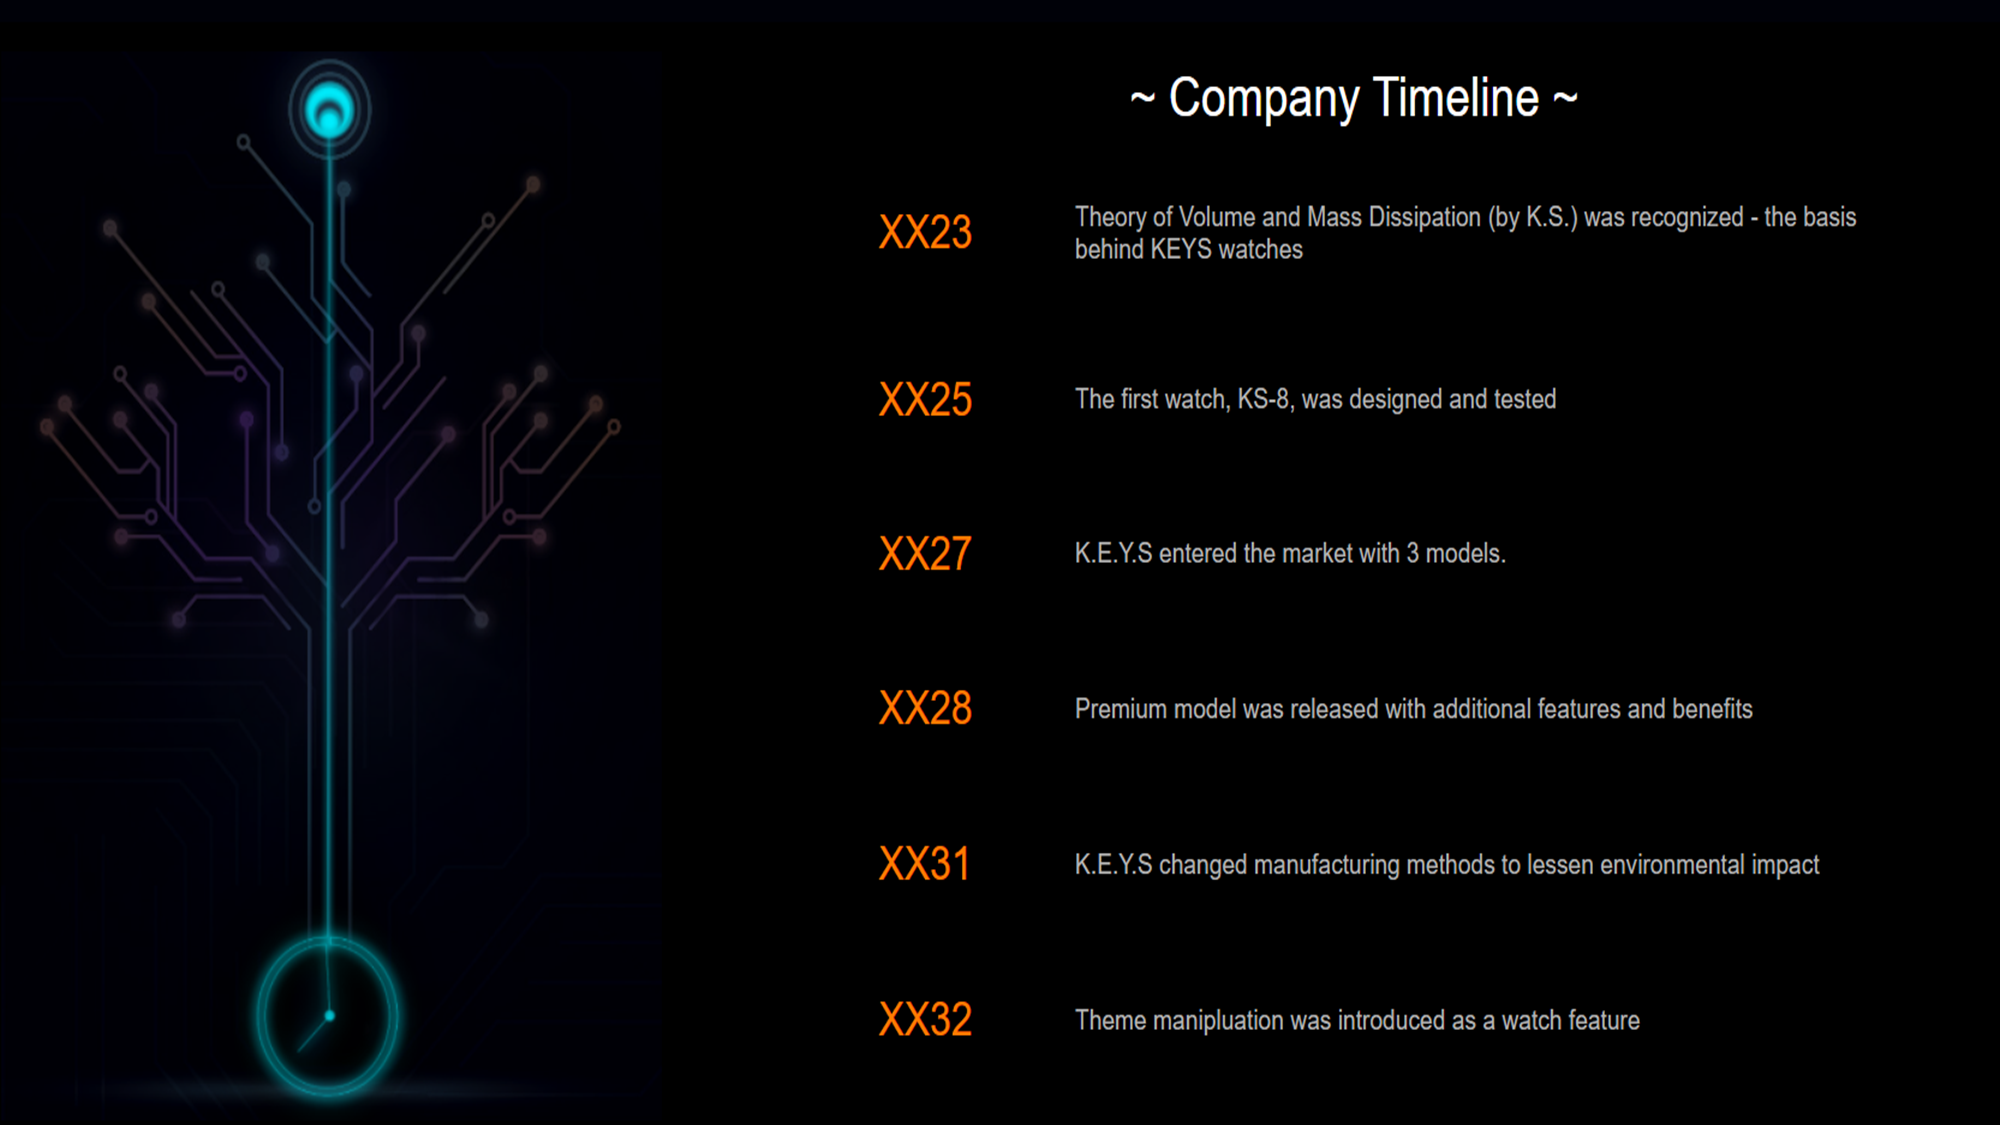 ~ Company Timeline ~
XX23
Theory of Volume and Mass Dissipation (by K.S.) was recognized - the basis
behind KEYS watches
XX25
The first watch, KS-8, was designed and tested
XX27
K.E.Y.S entered the market with 3 models.
XX28
Premium model was released with additional features and benefits
XX31
K.E.Y.S changed manufacturing methods to lessen environmental impact
XX32
Theme manipluation was introduced as a watch feature